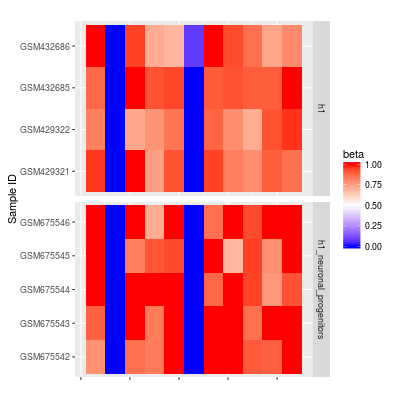 GSM432686
GSM432685
GSM429322
GSM429321
h1
GSM675546
GSM675545
GSM675544
GSM675543
GSM675542
h1_neuronal_progenitors
Sample ID
beta
1.00
0.75
0.50
0.25
0.00